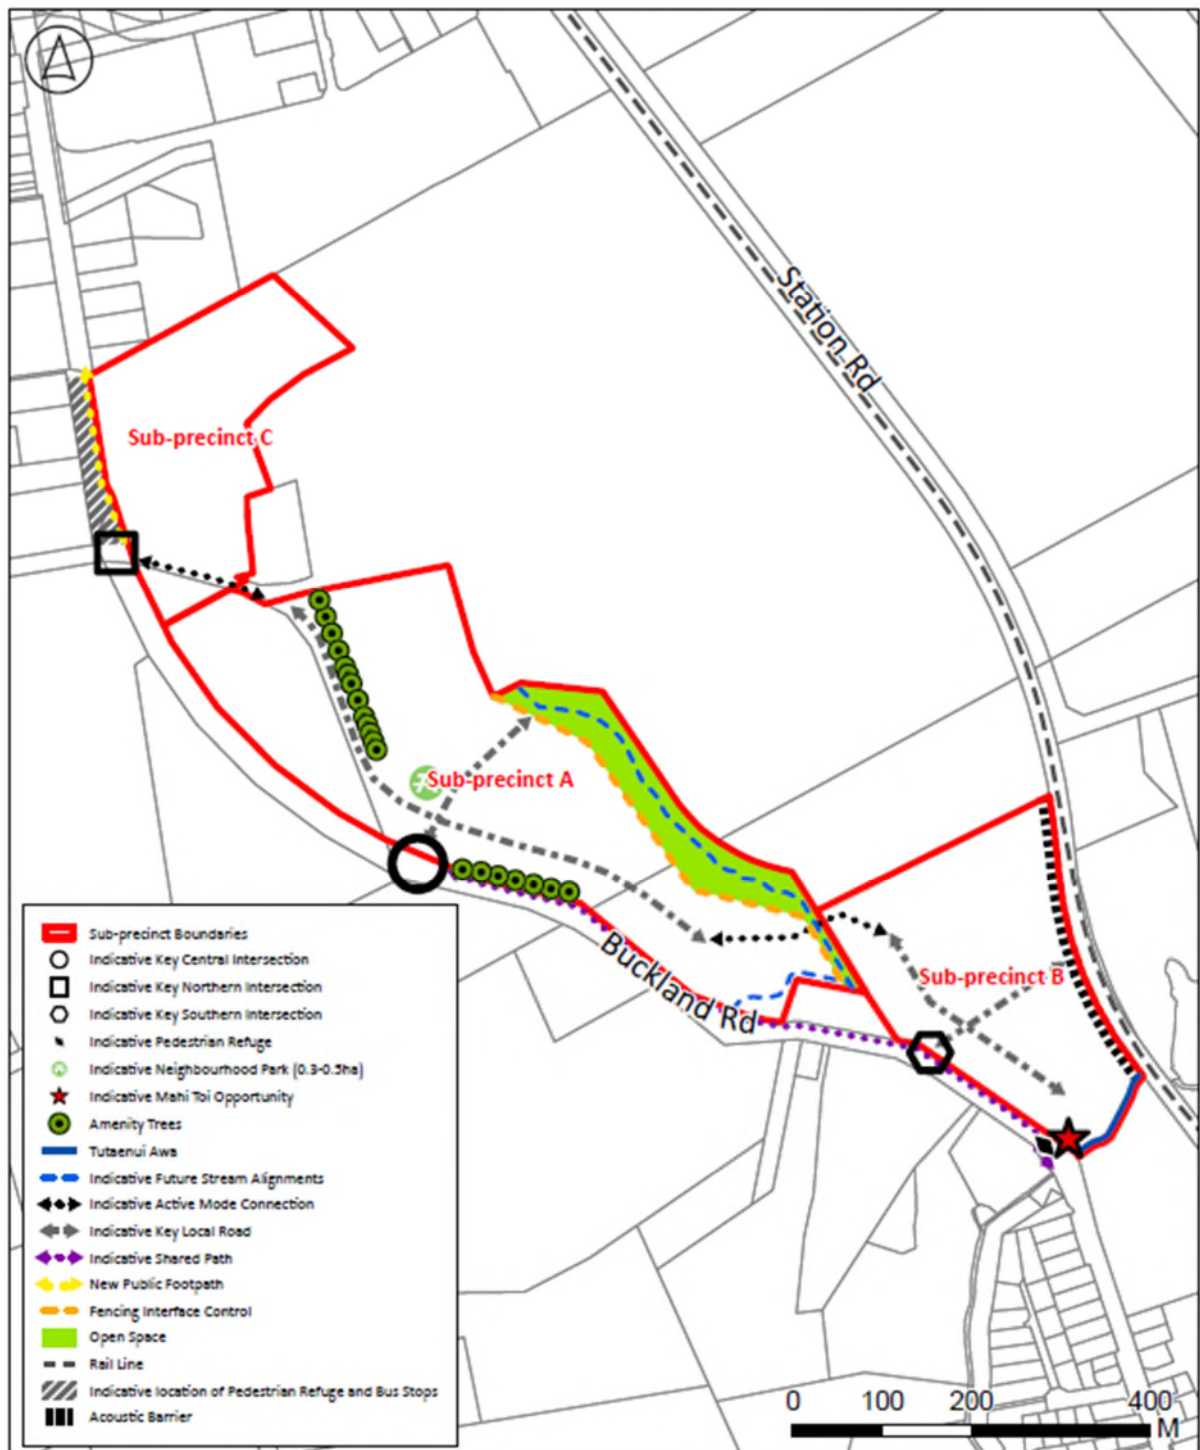 Station Rd
Sub-precinct C
Sub-precinct A
Sub-precinct B
Buckland Rd
Sub-precinct Boundaries
Indicative Key Central Intersection
Indicative Key Northern Intersection
Indicative Key Southern Intersection
Indicative Pedestrian Refuge
Indicative Neighbourhood Park (0.3-0.5ha)
Indicative Mahi Toi Opportunity
Amenity Trees
Tutaenui Awa
Indicative Future Stream Alignments
Indicative Active Mode Connection
Indicative Key Local Road
Indicative Shared Path
New Public Footpath
Fencing Interface Control
Open Space
Rail Line
Indicative location of Pedestrian Refuge and Bus Stops
Acoustic Barrier
0 100 200 400
M